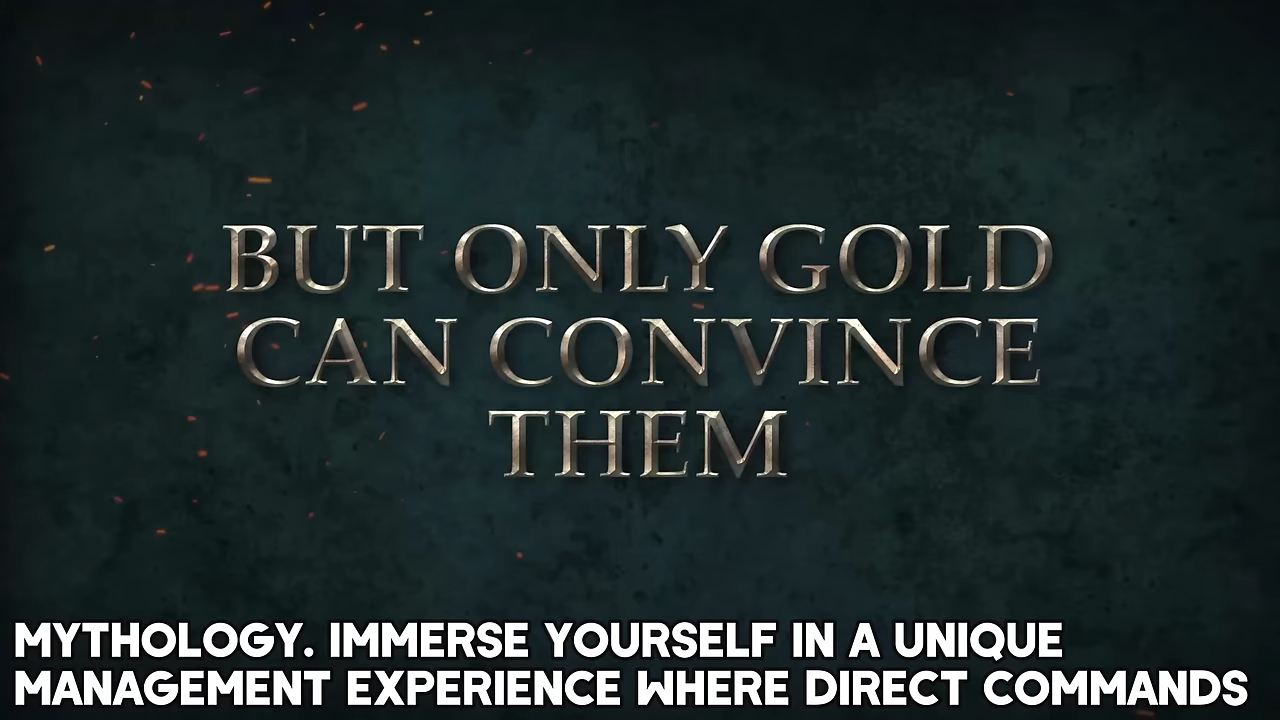 BUT ONLY GOLD
CAN CONVINCE
THEM
MYTHOLOGY. IMMERSE YOURSELF IN A UNIQUE
MANAGEMENT EXPERIENCE WHERE DIRECT COMMANDS